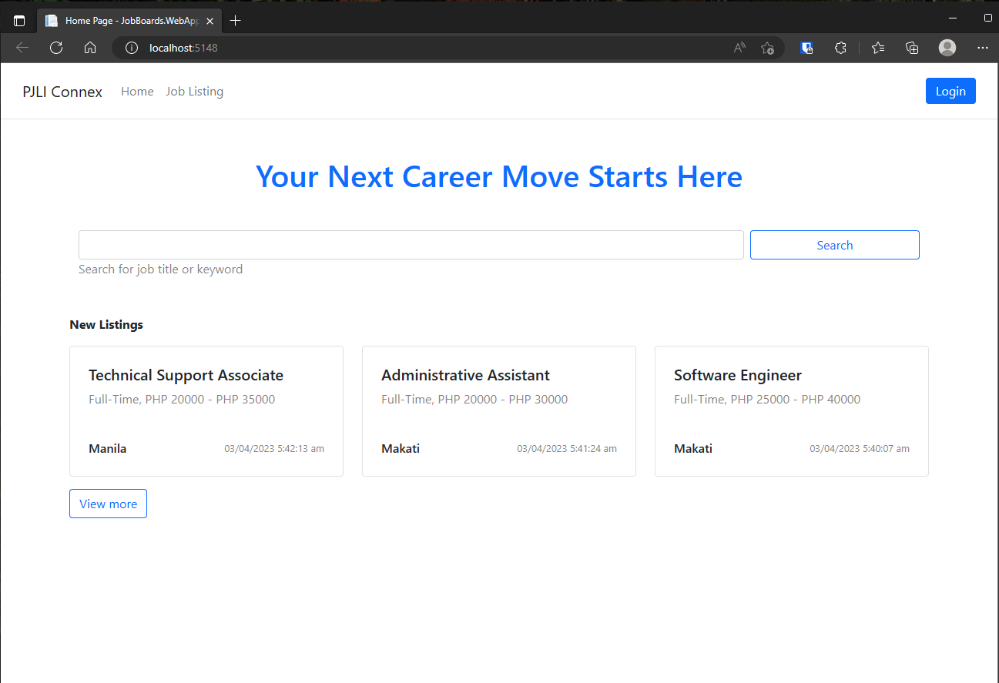 Home Page - JobBoards.WebApp
localhost:5148
PJLI Connex Home Job Listing Login
Your Next Career Move Starts Here
Search
Search for job title or keyword
New Listings
Technical Support Associate
Full-Time, PHP 20000 - PHP 35000
Manila 03/04/2023 5:42:13 am
Administrative Assistant
Full-Time, PHP 20000 - PHP 30000
Makati 03/04/2023 5:41:24 am
Software Engineer
Full-Time, PHP 25000 - PHP 40000
Makati 03/04/2023 5:40:07 am
View more